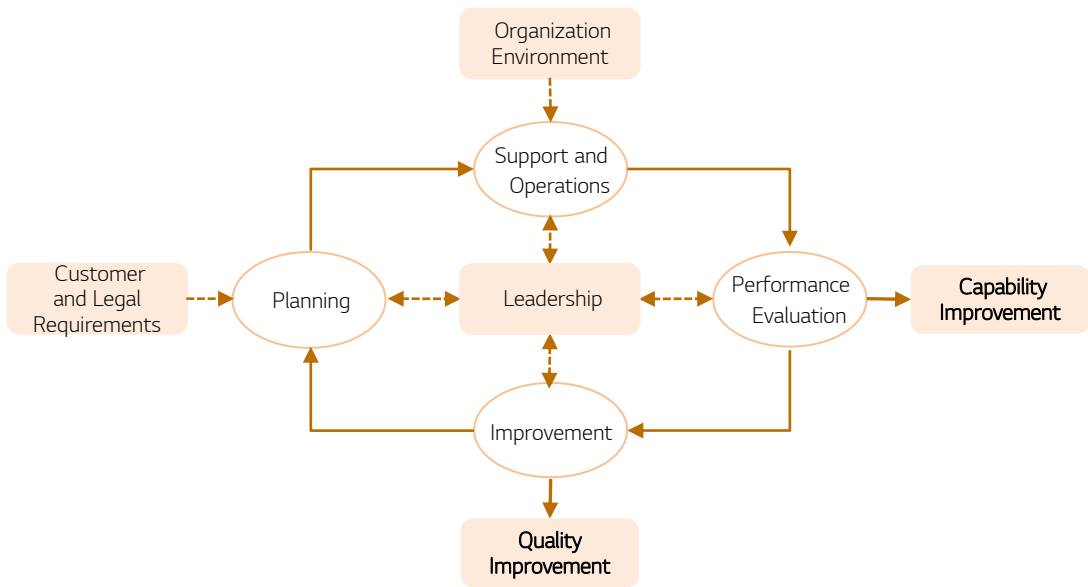 Organization
Environment
Support and
Operations
Customer
and Legal
Requirements
Planning
Leadership
Performance
Evaluation
Capability
Improvement
Improvement
Quality
Improvement